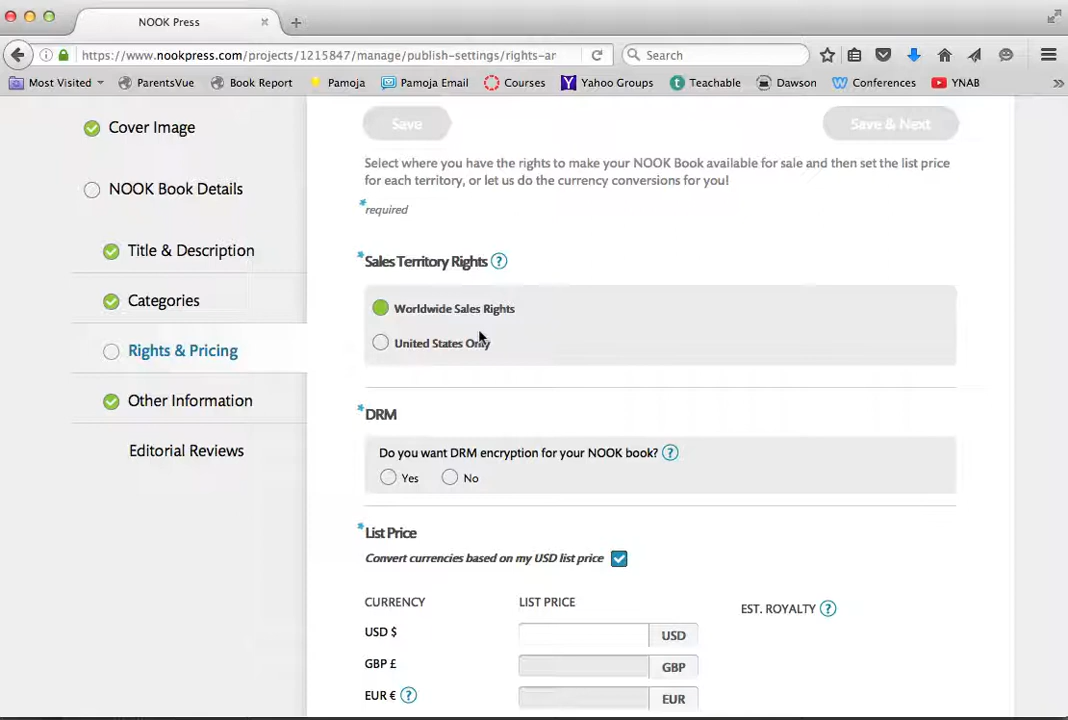 NOOK Press
https://www.nookpress.com/projects/1215847/manage/publish-settings/rights-ar
Search
Most Visited
ParentsVue
Book Report
Pamoja
Pamoja Email
Courses
Yahoo Groups
Teachable
Dawson
Conferences
YNAB
Cover Image
NOOK Book Details
Title & Description
Categories
Rights & Pricing
Other Information
Editorial Reviews
Save
Save & Next
Select where you have the rights to make your NOOK Book available for sale and then set the list price
for each territory, or let us do the currency conversions for you!
*required
*Sales Territory Rights ?
Worldwide Sales Rights
United States Only
*DRM
Do you want DRM encryption for your NOOK book? ?
Yes No
*List Price
Convert currencies based on my USD list price
CURRENCY LIST PRICE EST. ROYALTY ?
USD $ USD
GBP £ GBP
EUR € ? EUR